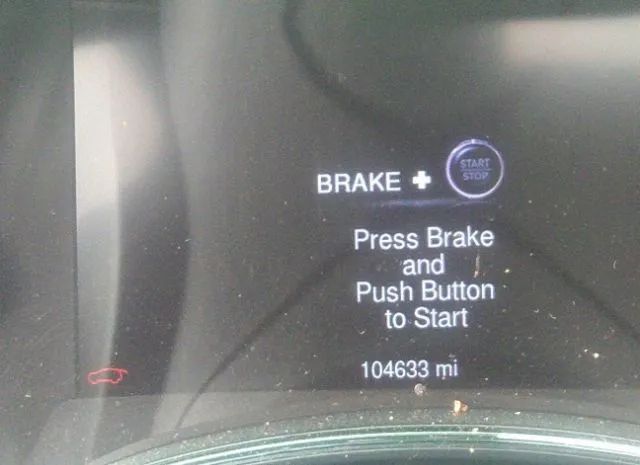 BRAKE + START
STOP
Press Brake
and
Push Button
to Start
104633 mi